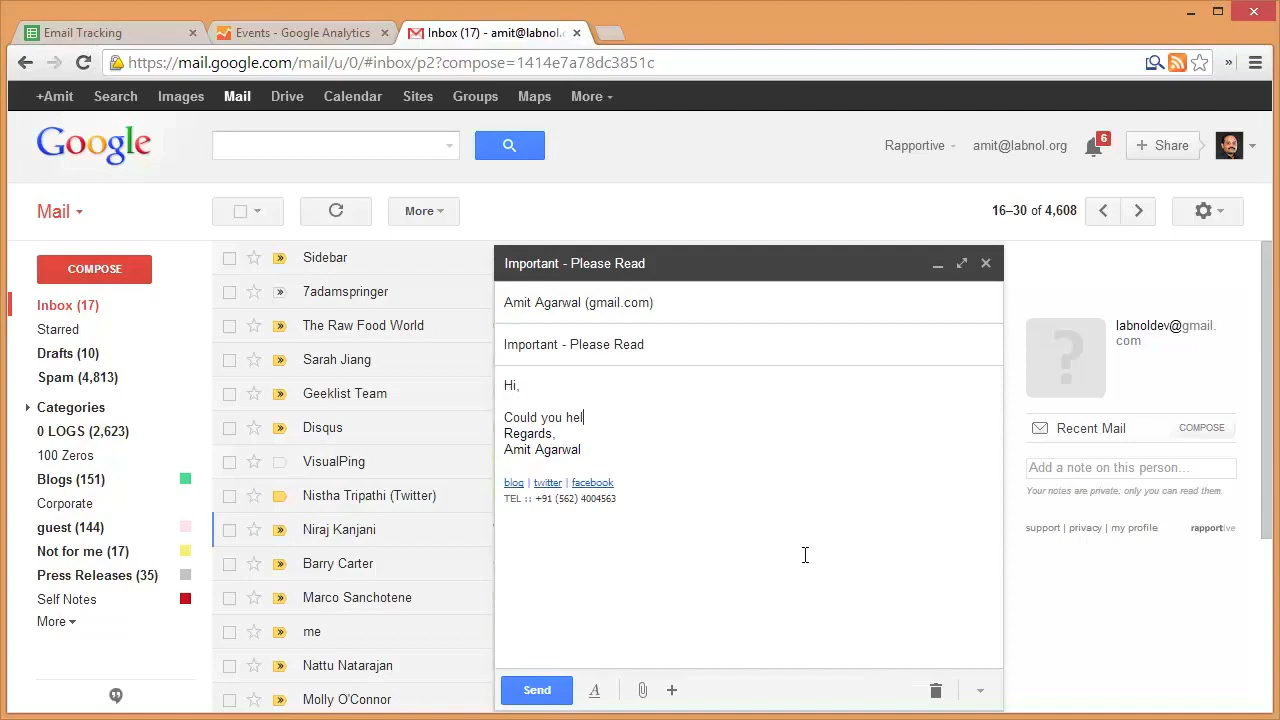 Email Tracking
Events - Google Analytics
Inbox (17) - amit@labnol.
https://mail.google.com/mail/u/0/#inbox/p2?compose=1414e7a78dc3851c
+Amit Search Images Mail Drive Calendar Sites Groups Maps More
Google
Rapportive amit@labnol.org 6 + Share
Mail
More
16–30 of 4,608
COMPOSE
Inbox (17)
Starred
Drafts (10)
Spam (4,813)
Categories
0 LOGS (2,623)
100 Zeros
Blogs (151)
Corporate
guest (144)
Not for me (17)
Press Releases (35)
Self Notes
More
Sidebar
7adamspringer
The Raw Food World
Sarah Jiang
Geeklist Team
Disqus
VisualPing
Nistha Tripathi (Twitter)
Niraj Kanjani
Barry Carter
Marco Sanchotene
me
Nattu Natarajan
Molly O'Connor
Important - Please Read
Amit Agarwal (gmail.com)
Important - Please Read
Hi,
Could you hel
Regards,
Amit Agarwal
blog | twitter | facebook
TEL :: +91 (562) 4004563
Send
A
?
labnoldev@gmail.
com
Recent Mail COMPOSE
Add a note on this person...
Your notes are private: only you can read them.
support | privacy | my profile rapportive